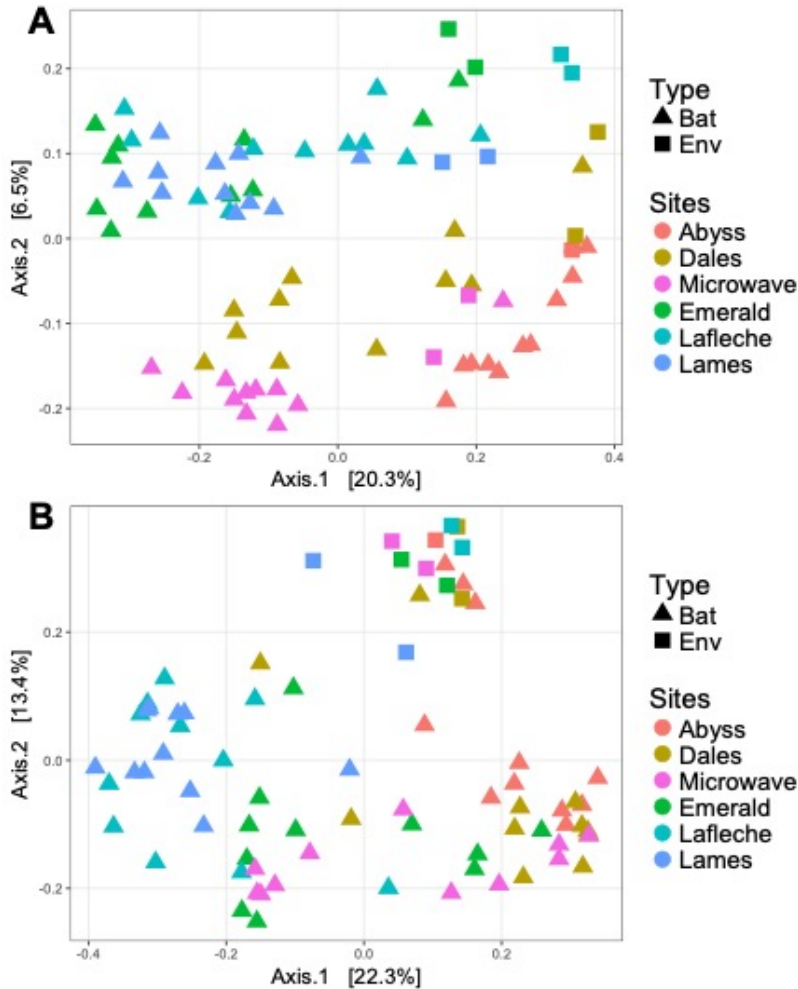 A
0.2
0.1
0.0
-0.1
-0.2
Axis.2 [6.5%]
-0.2 0.0 0.2 0.4
Axis.1 [20.3%]
Type
Bat
Env
Sites
Abyss
Dales
Microwave
Emerald
Lafleche
Lames
B
0.2
0.0
-0.2
Axis.2 [13.4%]
-0.4 -0.2 0.0 0.2
Axis.1 [22.3%]
Type
Bat
Env
Sites
Abyss
Dales
Microwave
Emerald
Lafleche
Lames